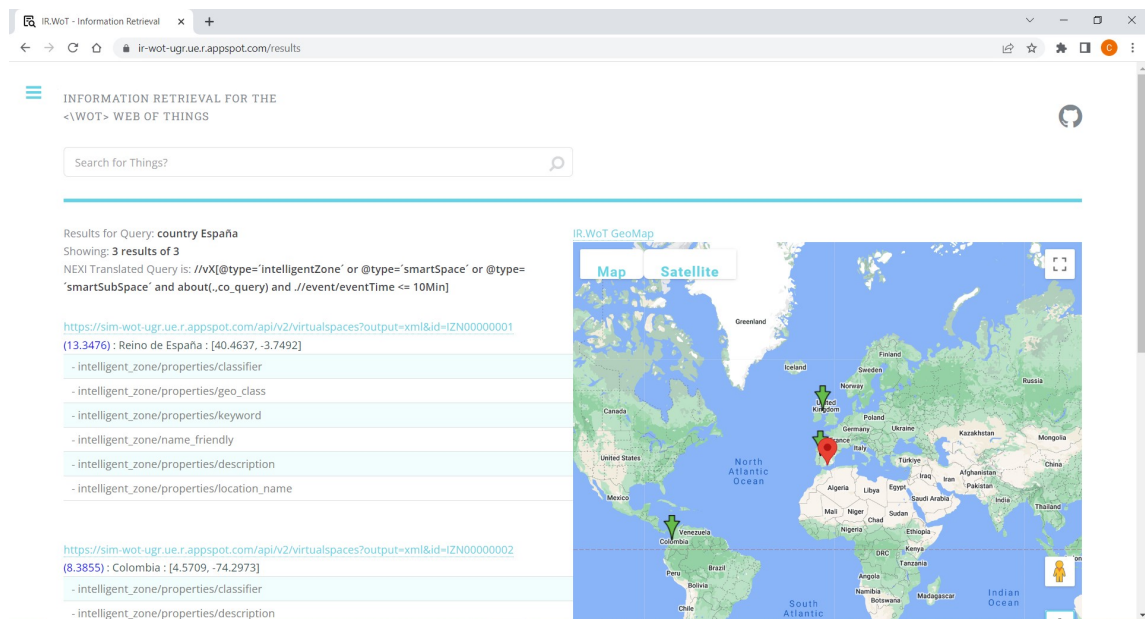 IR.WoT - Information Retrieval
ir-wot-ugr.ue.r.appspot.com/results
C
INFORMATION RETRIEVAL FOR THE
<\WOT> WEB OF THINGS
Search for Things?
Results for Query: country España
Showing: 3 results of 3
NEXI Translated Query is: //vX[@type=´intelligentZone´ or @type=´smartSpace´ or @type=
´smartSubSpace´ and about(.,co_query) and .//event/eventTime <= 10Min]
https://sim-wot-ugr.ue.r.appspot.com/api/v2/virtualspaces?output=xml&id=IZN00000001
(13.3476) : Reino de España : [40.4637, -3.7492]
- intelligent_zone/properties/classifier
- intelligent_zone/properties/geo_class
- intelligent_zone/properties/keyword
- intelligent_zone/name_friendly
- intelligent_zone/properties/description
- intelligent_zone/properties/location_name
https://sim-wot-ugr.ue.r.appspot.com/api/v2/virtualspaces?output=xml&id=IZN00000002
(8.3855) : Colombia : [4.5709, -74.2973]
- intelligent_zone/properties/classifier
- intelligent_zone/properties/description
IR.WoT GeoMap
Map Satellite
Greenland
Iceland
Finland
Sweden
Norway
Russia
United
Kingdom
Canada
Poland
Germany
Ukraine
Kazakhstan
Mongolia
Italy
United States
North
Atlantic
Ocean
Türkiye
China
Iraq
Iran
Afghanistan
Pakistan
Algeria
Libya
Egypt
Saudi Arabia
India
Thailand
Mexico
Mali
Niger
Chad
Sudan
Nigeria
Ethiopia
Venezuela
Colombia
DRC
Kenya
Tanzania
Peru
Brazil
Bolivia
Angola
Namibia
Botswana
Madagascar
Chile
South
Atlantic
Indian
Ocean